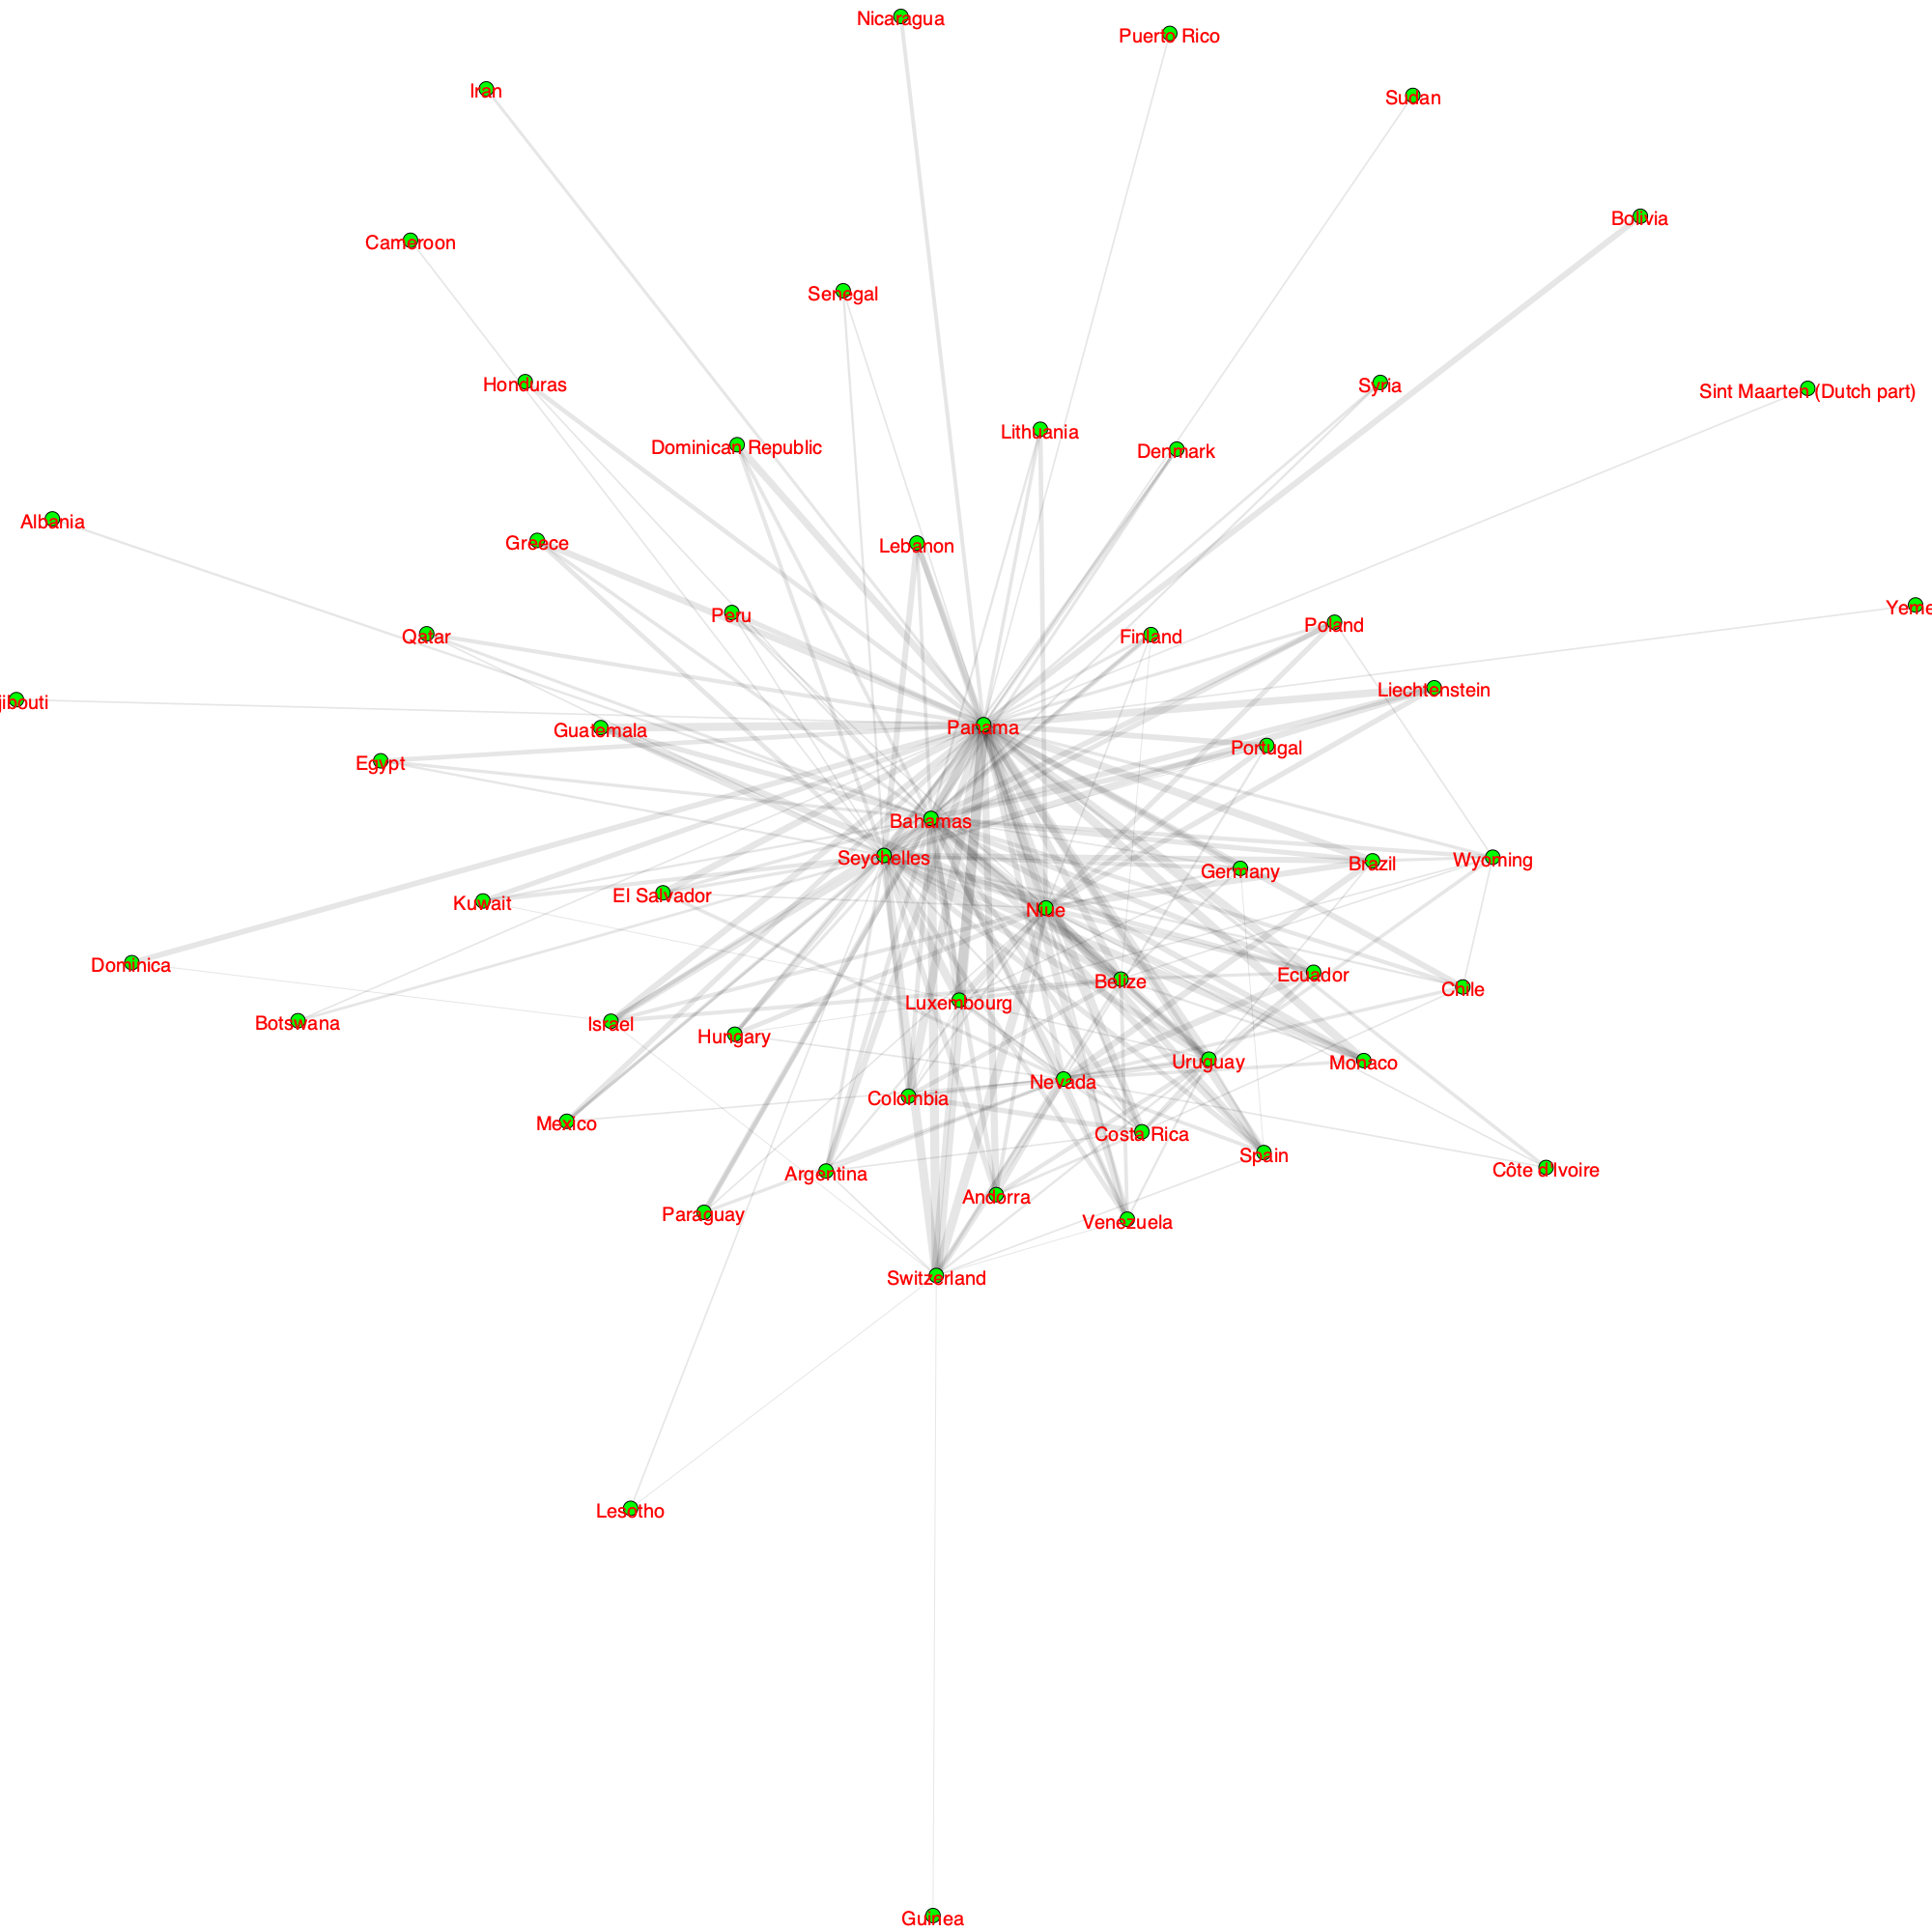 Nicaragua
Puerto Rico
Iran
Sudan
Bolivia
Cameroon
Senegal
Honduras
Syria
Sint Maarten (Dutch part)
Lithuania
Dominican Republic
Denmark
Albania
Greece
Lebanon
Yeme
Peru
Poland
Qatar
Finland
Liechtenstein
jibouti
Panama
Guatemala
Portugal
Egypt
Bahamas
Seychelles
Wyoming
Brazil
Germany
El Salvador
Kuwait
Niue
Dominica
Ecuador
Belize
Chile
Luxembourg
Botswana
Israel
Hungary
Uruguay
Monaco
Nevada
Colombia
Mexico
Costa Rica
Spain
Côte d'Ivoire
Argentina
Andorra
Paraguay
Venezuela
Switzerland
Lesotho
Guinea